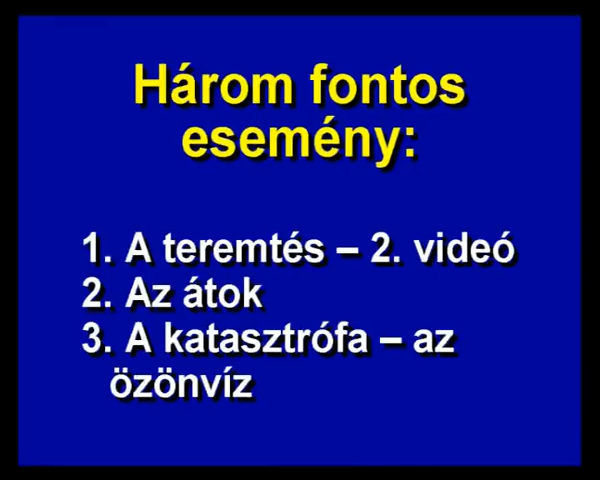 Három fontos
esemény:
1. A teremtés – 2. videó
2. Az átok
3. A katasztrófa – az
özönvíz